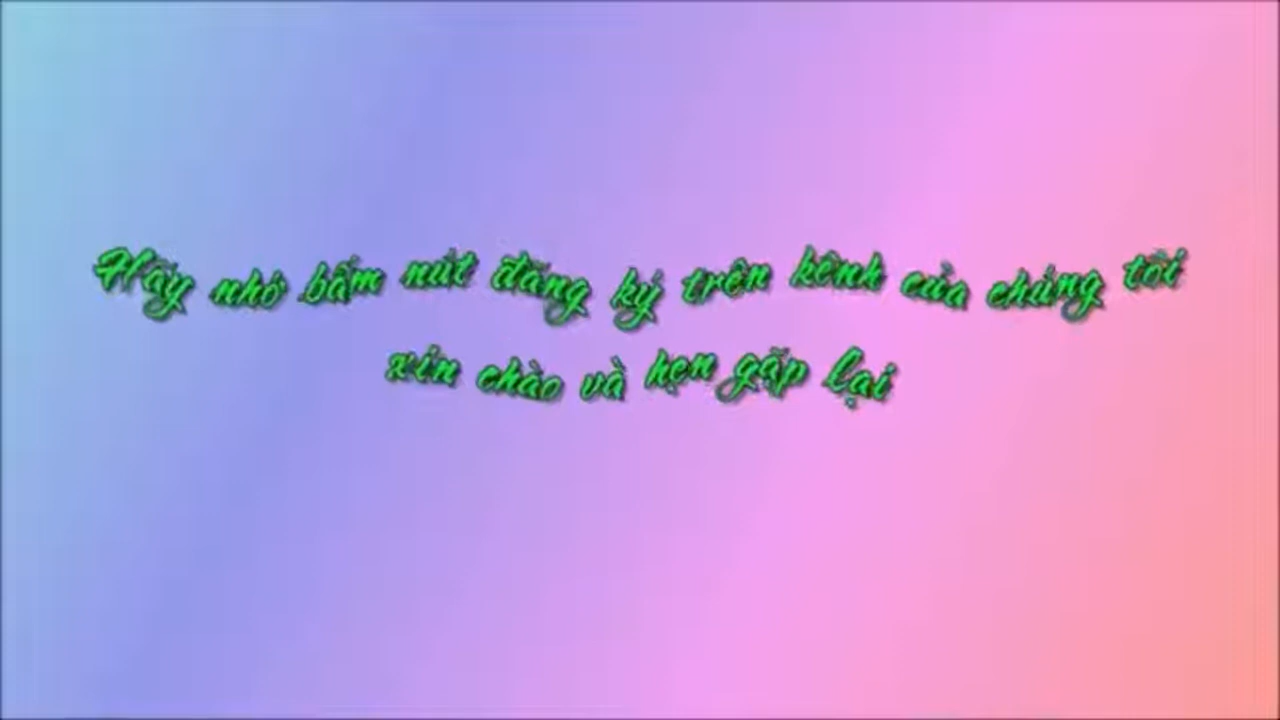 Hãy nhớ bấm nút đăng ký trên kênh của chúng tôi
xin chào và hẹn gặp lại